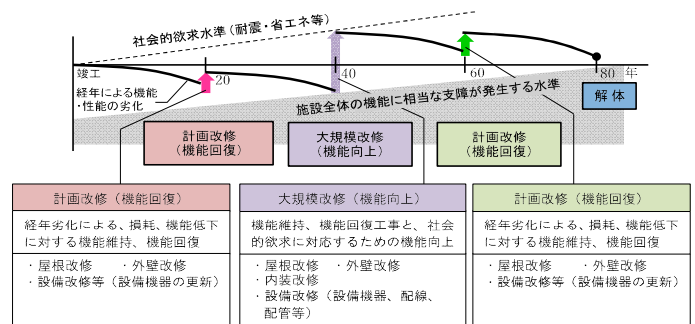 社会的欲求水準（耐震・省エネ等）
竣工
20
40
60
80 年
経年による機能
・性能の劣化
施設全体の機能に相当な支障が発生する水準
解体
計画改修
（機能回復）
大規模改修
（機能向上）
計画改修
（機能回復）
計画改修（機能回復）
経年劣化による、損耗、機能低下
に対する機能維持、機能回復
・屋根改修　・外壁改修
・設備改修等（設備機器の更新）
大規模改修（機能向上）
機能維持、機能回復工事と、社会
的欲求に対応するための機能向上
・屋根改修　・外壁改修
・内装改修
・設備改修（設備機器、配線、
配管等）
計画改修（機能回復）
経年劣化による、損耗、機能低下
に対する機能維持、機能回復
・屋根改修　・外壁改修
・設備改修等（設備機器の更新）